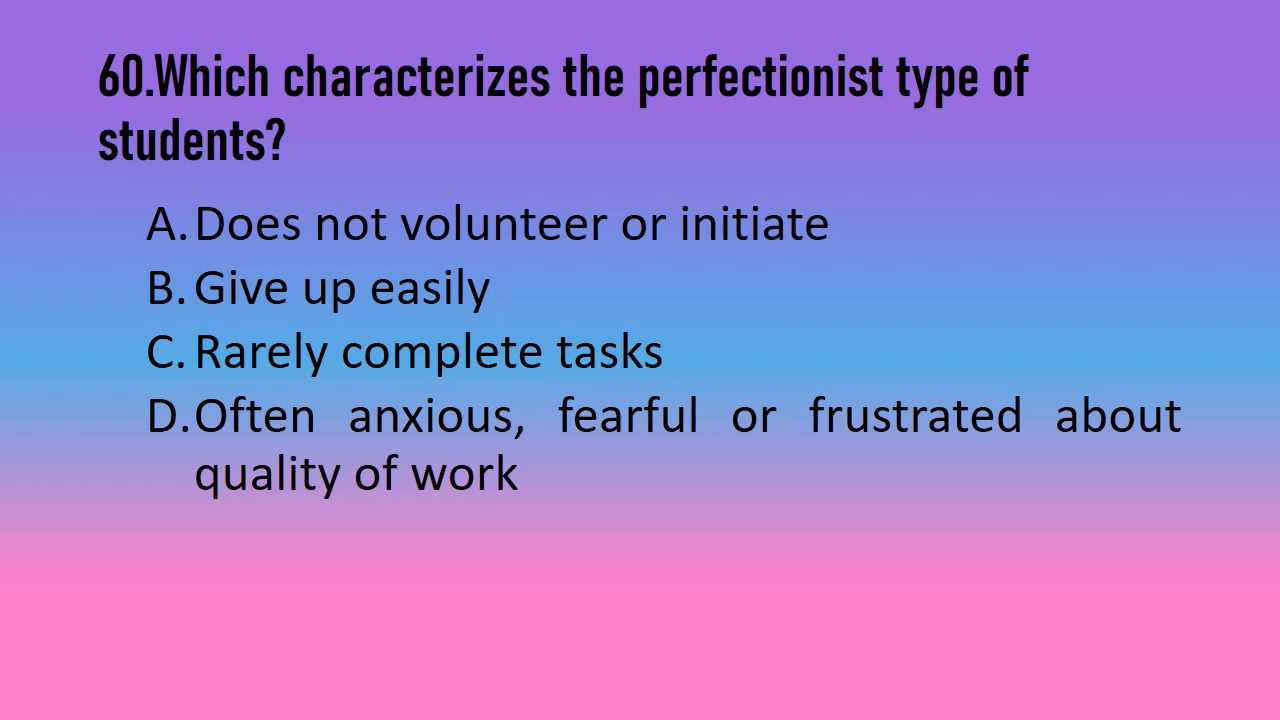 60.Which characterizes the perfectionist type of
students?
A. Does not volunteer or initiate
B. Give up easily
C. Rarely complete tasks
D. Often anxious, fearful or frustrated about
quality of work